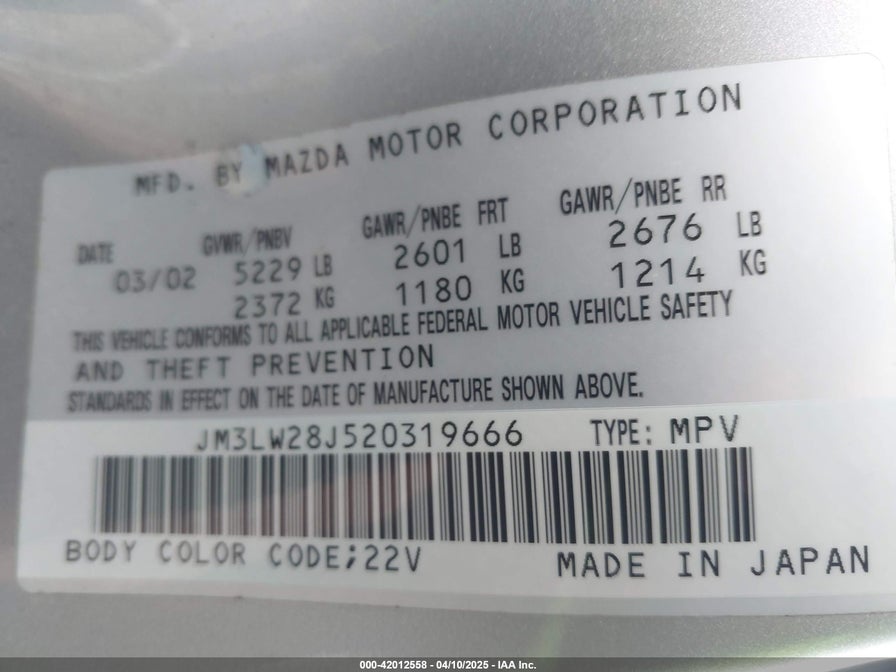 MFD. BY MAZDA MOTOR CORPORATION
DATE GVWR/PNBV GAWR/PNBE FRT GAWR/PNBE RR
03/02 5229 LB 2601 LB 2676 LB
2372 KG 1180 KG 1214 KG
THIS VEHICLE CONFORMS TO ALL APPLICABLE FEDERAL MOTOR VEHICLE SAFETY
AND THEFT PREVENTION
STANDARDS IN EFFECT ON THE DATE OF MANUFACTURE SHOWN ABOVE.
JM3LW28J520319666 TYPE: MPV
BODY COLOR CODE;22V MADE IN JAPAN
000-42012558 - 04/10/2025 - IAA Inc.